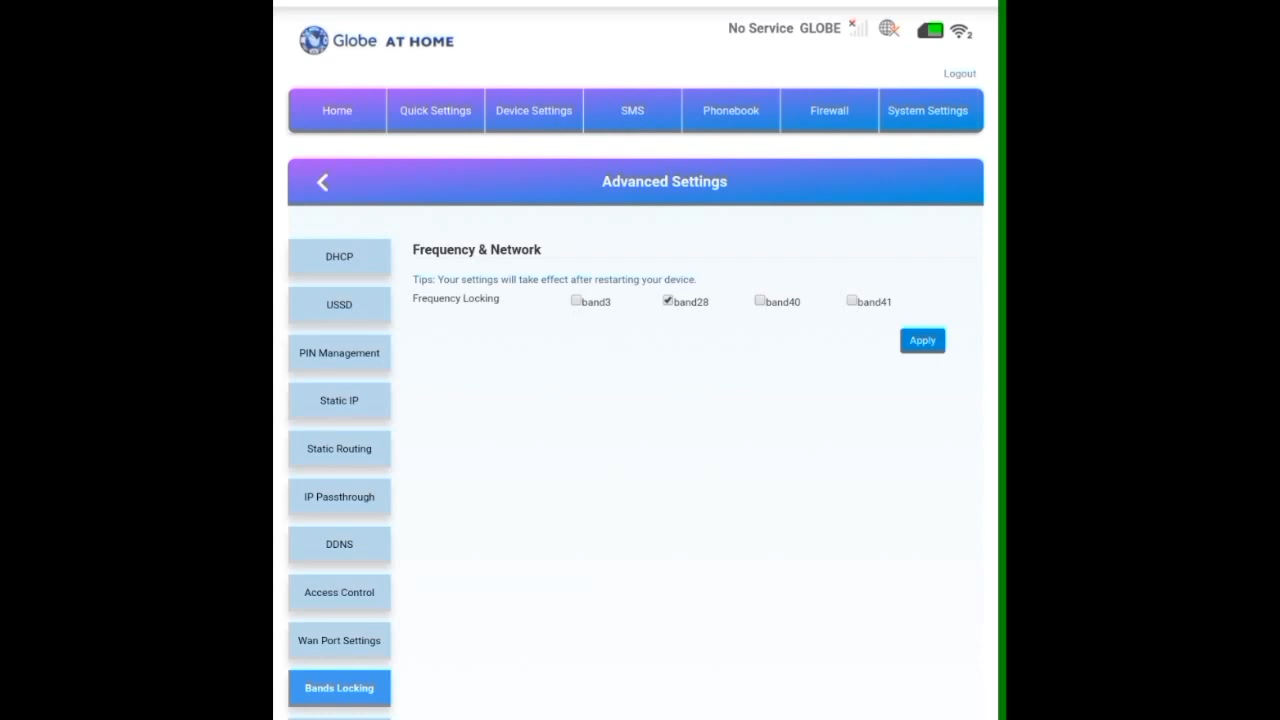 Globe AT HOME
No Service GLOBE
2
Logout
Home Quick Settings Device Settings SMS Phonebook Firewall System Settings
Advanced Settings
DHCP
USSD
PIN Management
Static IP
Static Routing
IP Passthrough
DDNS
Access Control
Wan Port Settings
Bands Locking
Frequency & Network
Tips: Your settings will take effect after restarting your device.
Frequency Locking band3 band28 band40 band41
Apply